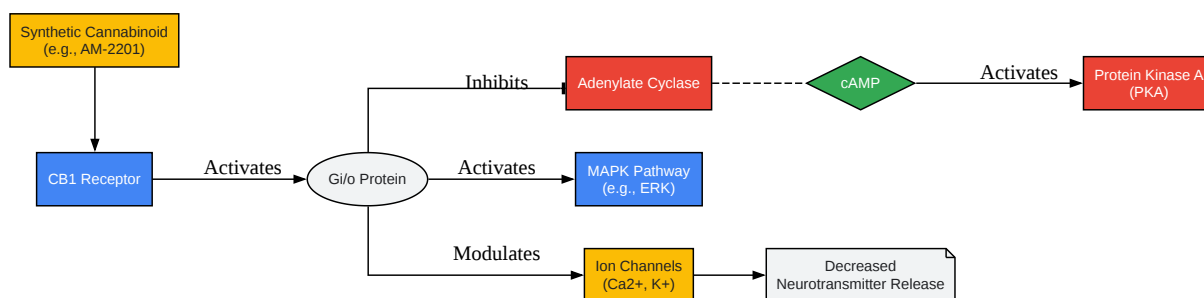 Synthetic Cannabinoid
(e.g., AM-2201)
Inhibits
Adenylate Cyclase
cAMP
Activates
Protein Kinase A
(PKA)
CB1 Receptor
Activates
Gi/o Protein
Activates
MAPK Pathway
(e.g., ERK)
Modulates
Ion Channels
(Ca2+, K+)
Decreased
Neurotransmitter Release